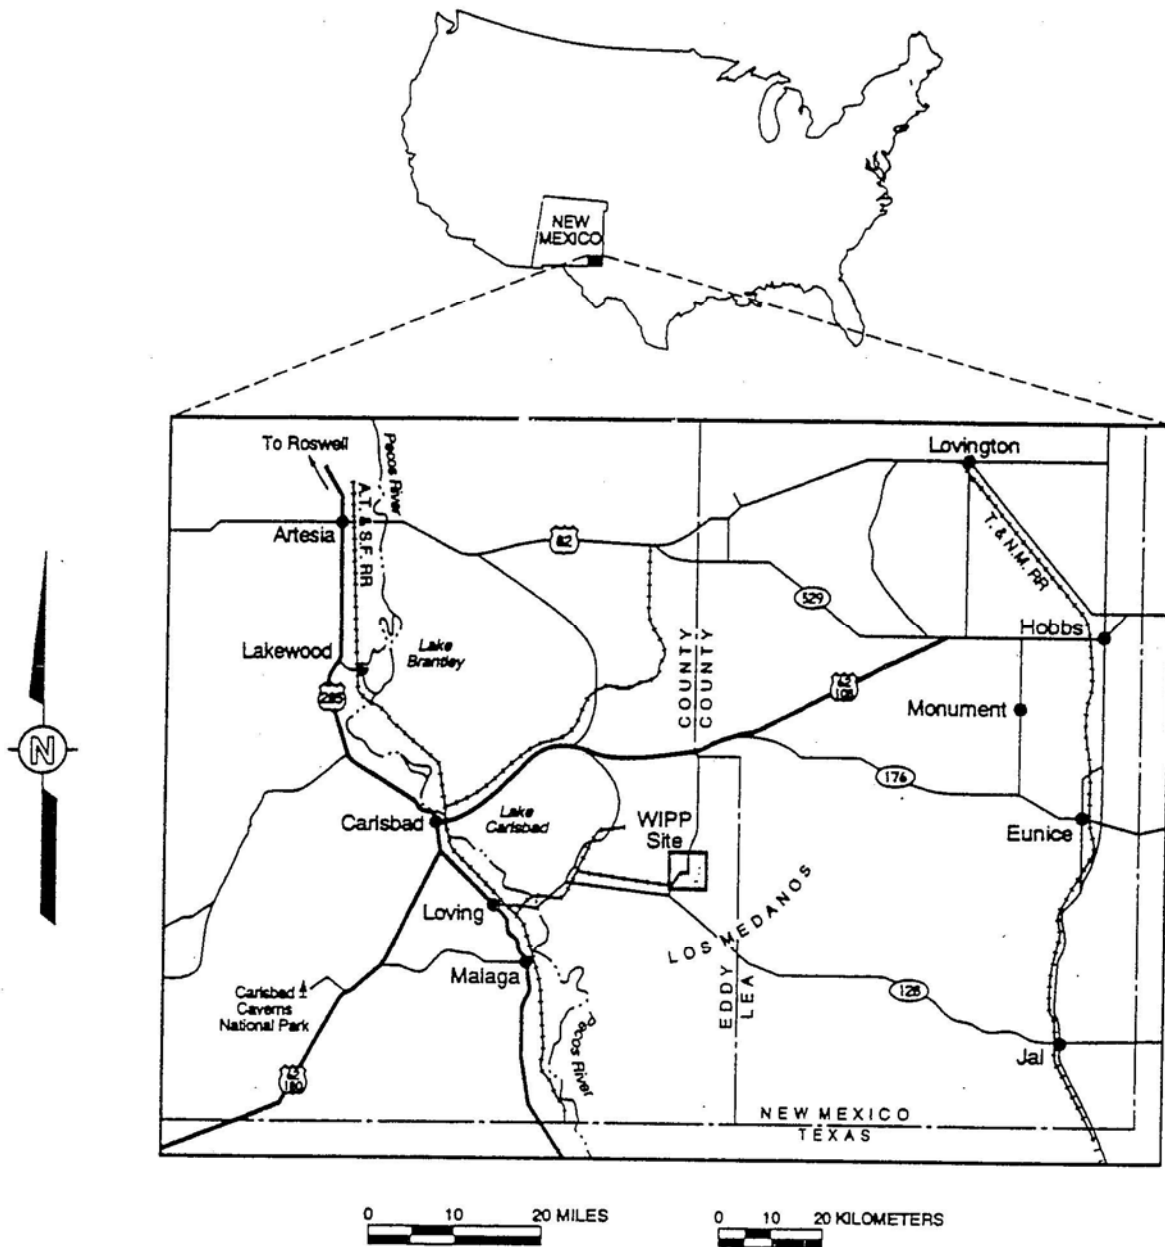 NEW
MEXICO
To Roswell
Pecos River
Lovington
A.T. & S.F. RR
Artesia
82
T. & N.M. RR
529
Hobbs
Lakewood
Lake
Brantley
COUNTY
COUNTY
285
62
180
Monument
N
176
Carlsbad
Lake
Carlsbad
WIPP
Site
Eunice
Loving
LOS MEDANOS
Malaga
EDDY
LEA
128
Carlsbad
Caverns
National Park
Pecos River
Jal
62
180
NEW MEXICO
TEXAS
0 10 20 MILES
0 10 20 KILOMETERS